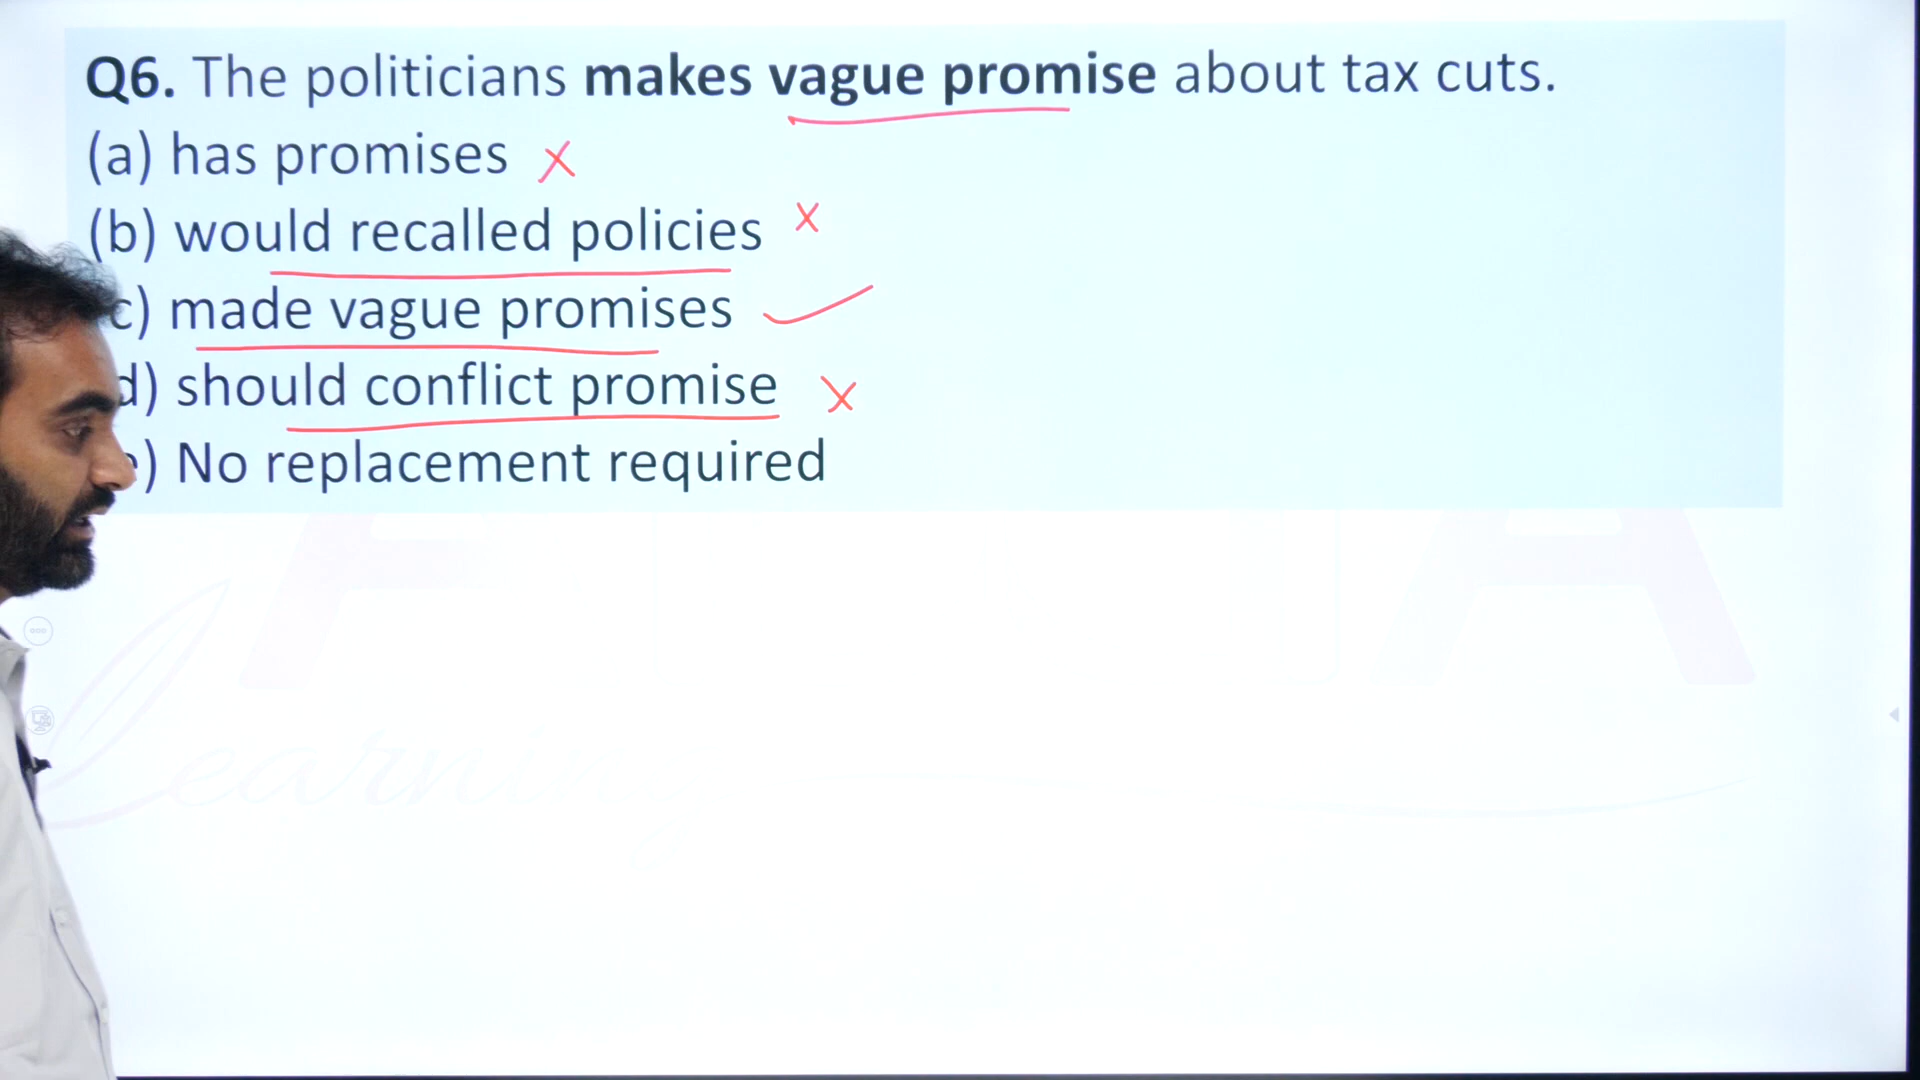 Q6. The politicians makes vague promise about tax cuts.
(a) has promises
(b) would recalled policies
c) made vague promises
d) should conflict promise
e) No replacement required
Learning